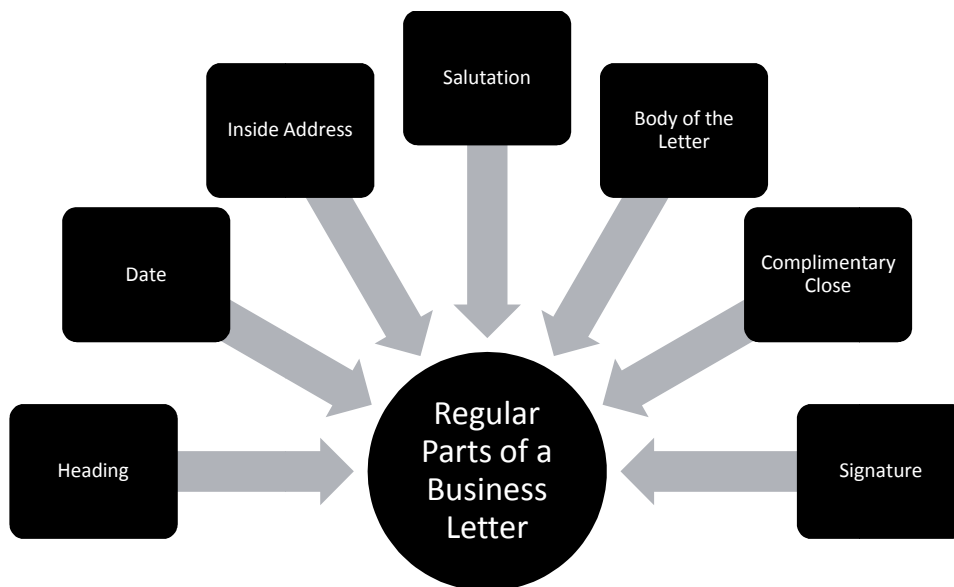 Heading
Date
Inside Address
Salutation
Body of the
Letter
Complimentary
Close
Signature
Regular
Parts of a
Business
Letter